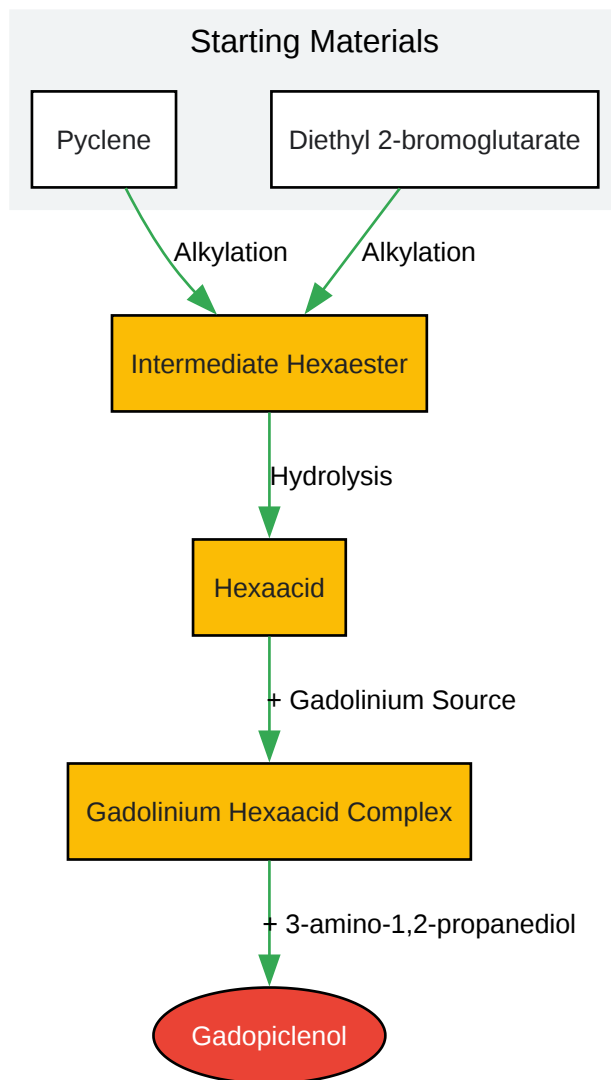 Starting Materials
Pyclene
Diethyl 2-bromoglutarate
Alkylation
Alkylation
Intermediate Hexaester
Hydrolysis
Hexaacid
+ Gadolinium Source
Gadolinium Hexaacid Complex
+ 3-amino-1,2-propanediol
Gadopiclenol